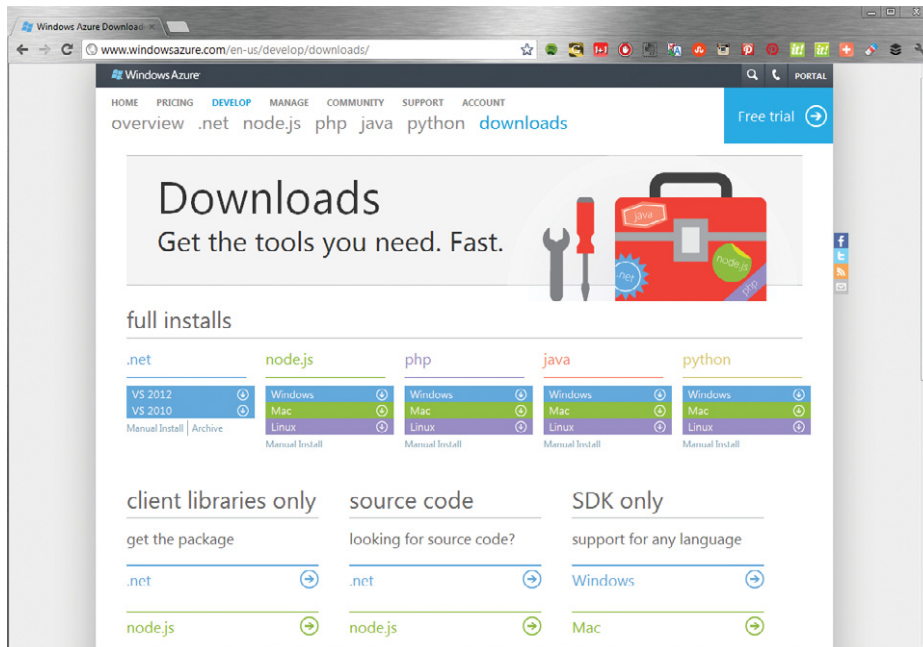 Windows Azure Download
www.windowsazure.com/en-us/develop/downloads/
Windows Azure
PORTAL
HOME PRICING DEVELOP MANAGE COMMUNITY SUPPORT ACCOUNT
overview .net node.js php java python downloads
Free trial
Downloads
Get the tools you need. Fast.
java
node.js
.net
php
full installs
.net node.js php java python
VS 2012 Windows Windows Windows Windows
VS 2010 Mac Mac Mac Mac
Manual Install | Archive Linux Linux Linux Linux
Manual Install Manual Install Manual Install Manual Install
client libraries only source code SDK only
get the package looking for source code? support for any language
.net .net Windows
node.js node.js Mac